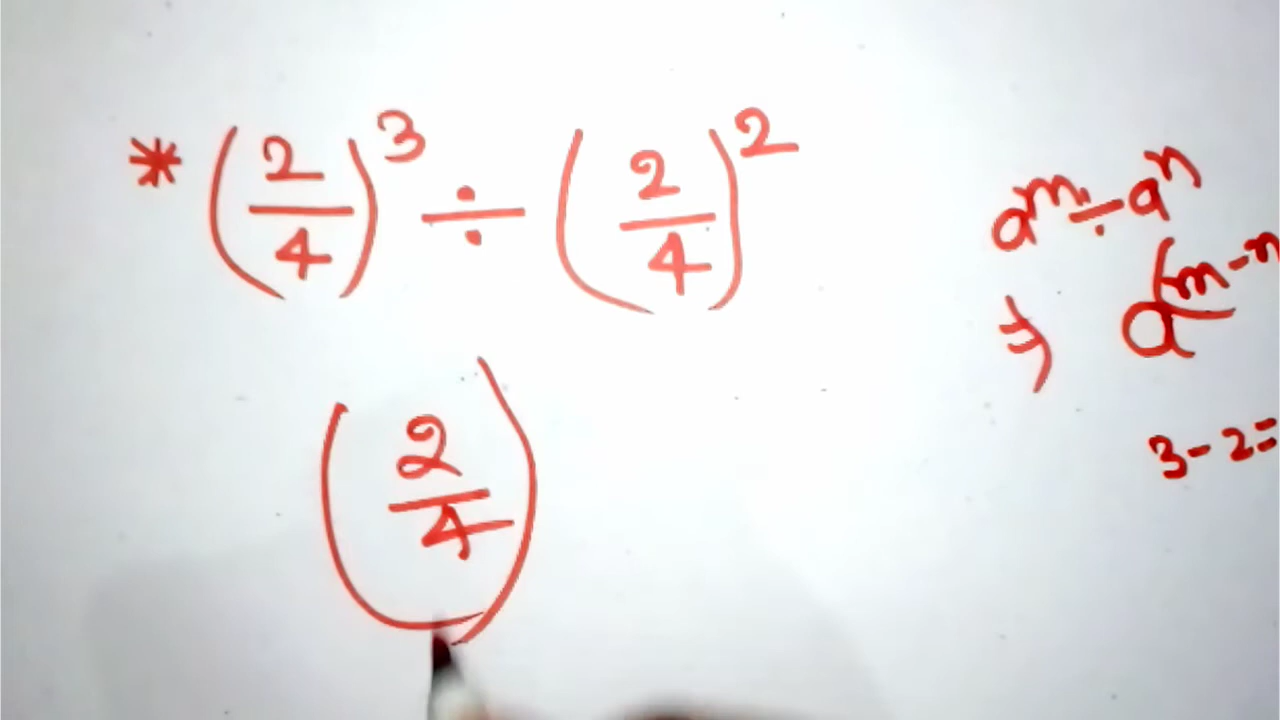 * (2/4)^3 ÷ (2/4)^2
a^m ÷ a^n
⇒ a^(m-n
3-2=
(2/4)